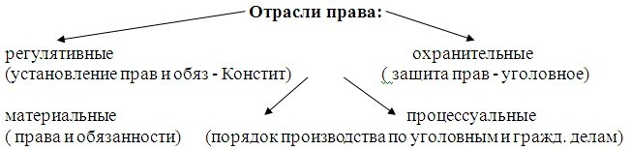 Отрасли права:
регулятивные охранительные
(установление прав и обяз - Констит) ( защита прав - уголовное)
материальные процессуальные
( права и обязанности) (порядок производства по уголовным и гражд. делам)